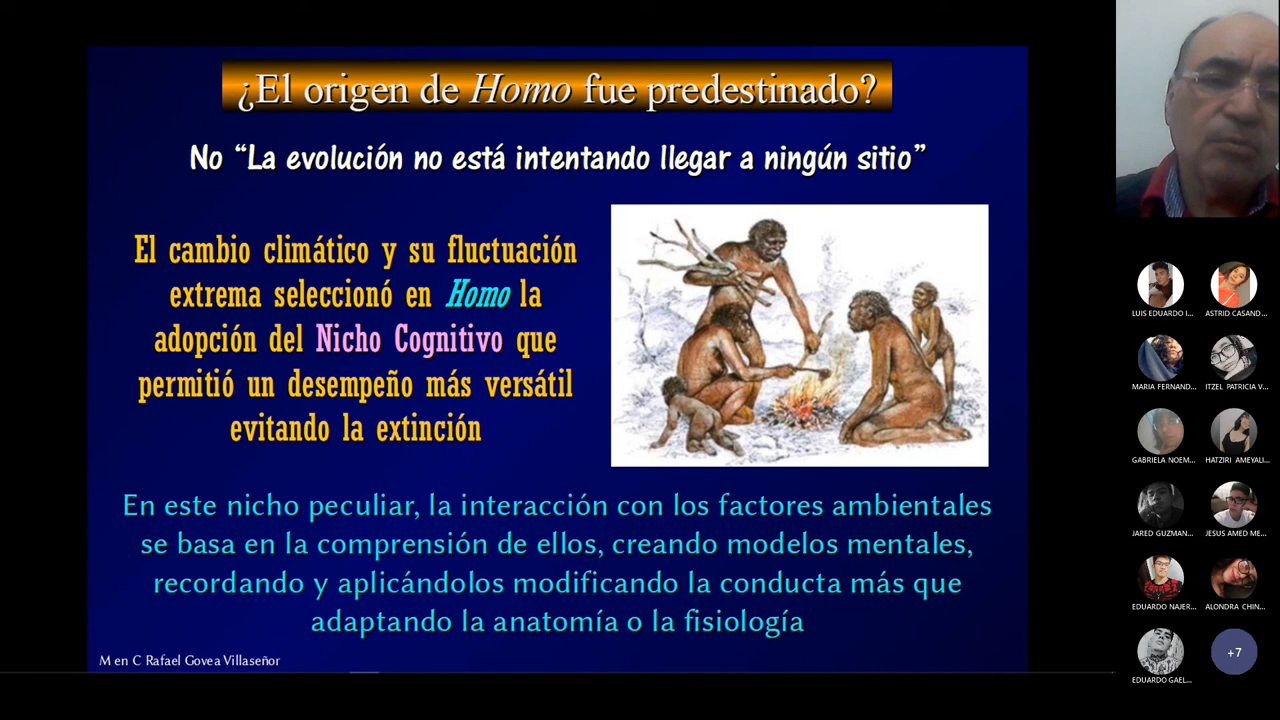 ¿El origen de Homo fue predestinado?
No “La evolución no está intentando llegar a ningún sitio”
El cambio climático y su fluctuación
extrema seleccionó en Homo la
adopción del Nicho Cognitivo que
permitió un desempeño más versátil
evitando la extinción
En este nicho peculiar, la interacción con los factores ambientales
se basa en la comprensión de ellos, creando modelos mentales,
recordando y aplicándolos modificando la conducta más que
adaptando la anatomía o la fisiología
M en C Rafael Govea Villaseñor
LUIS EDUARDO I...
ASTRID CASAND...
MARIA FERNAND...
ITZEL PATRICIA V...
GABRIELA NOEM...
HATZIRI AMEYALI...
JARED GUZMAN...
JESUS AMED ME...
EDUARDO NAJER...
ALONDRA CHIN...
EDUARDO GAEL...
+7